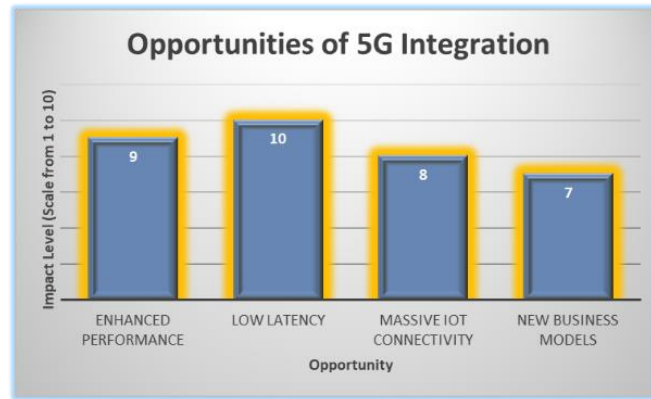 Opportunities of 5G Integration
Impact Level (Scale from 1 to 10)
9
10
8
7
ENHANCED
PERFORMANCE
LOW LATENCY
MASSIVE IOT
CONNECTIVITY
NEW BUSINESS
MODELS
Opportunity